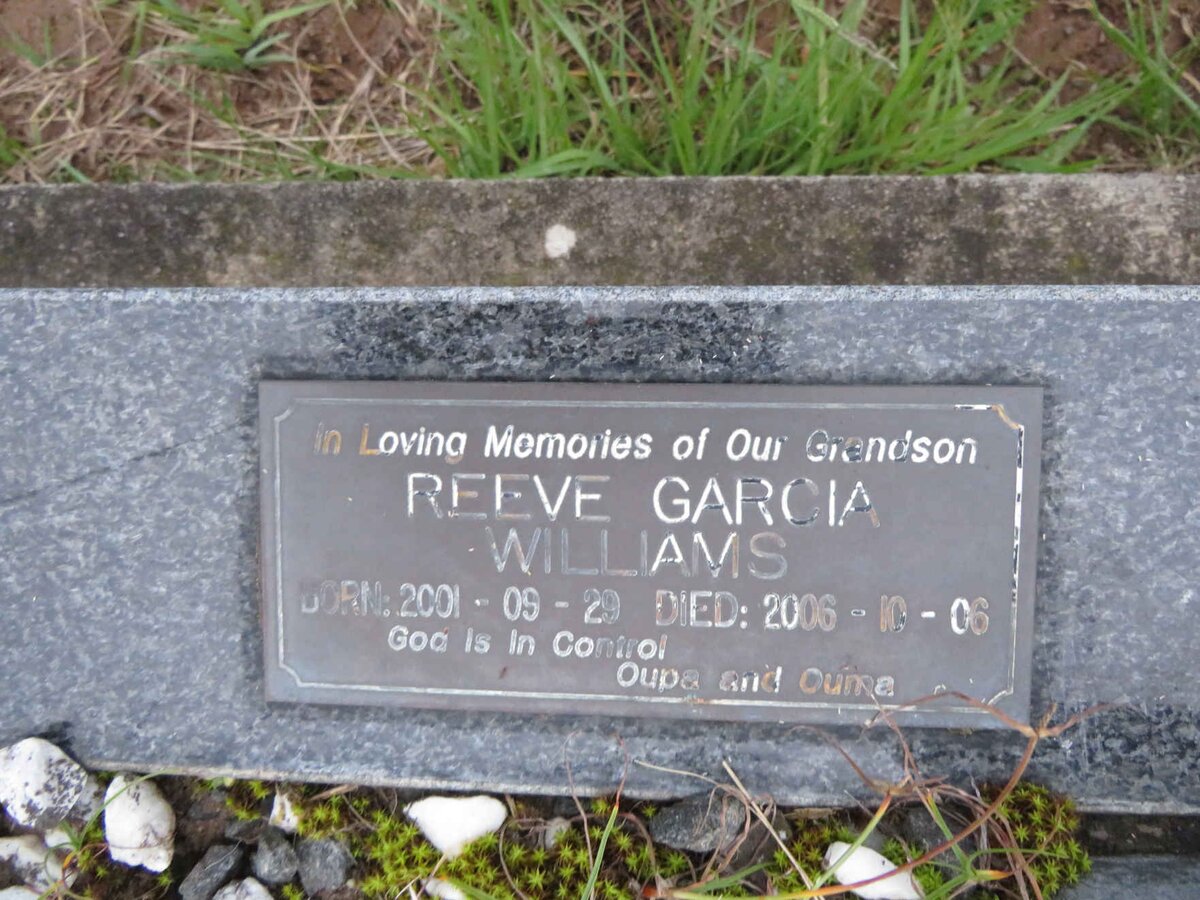 In Loving Memories of Our Grandson
REEVE GARCIA
WILLIAMS
BORN: 2001 - 09 - 29 DIED: 2006 - 10 - 06
God Is In Control
Oupa and Ouma